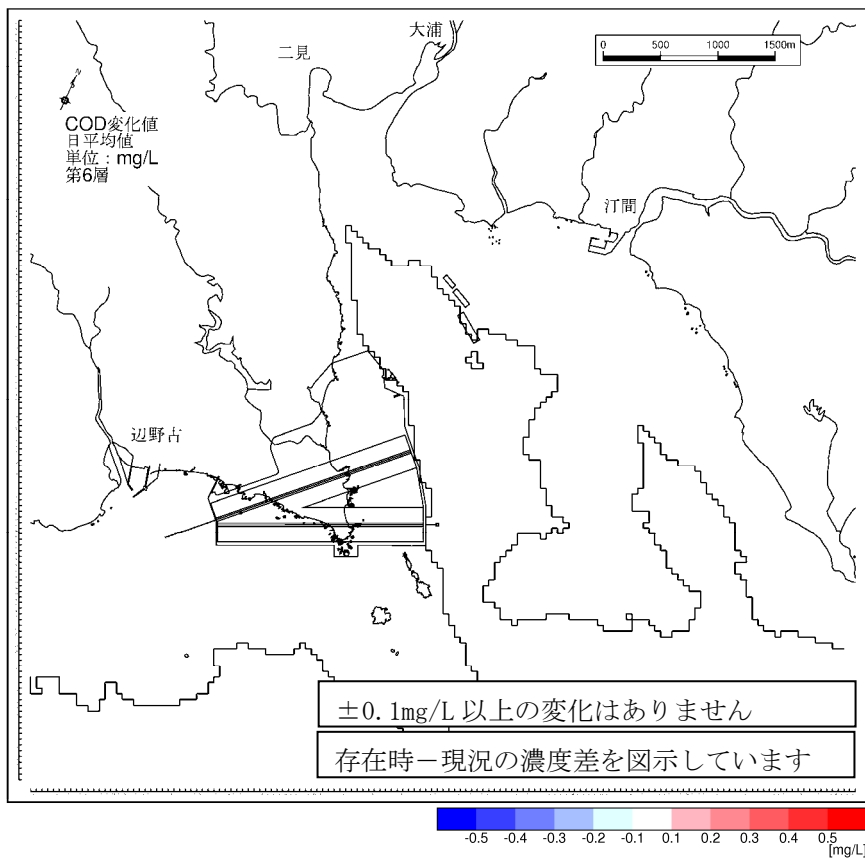 大浦
二見
0 500 1000 1500m
N
COD変化値
日平均値
単位：mg/L
第6層
汀間
辺野古
±0.1mg/L 以上の変化はありません
存在時－現況の濃度差を図示しています
-0.5 -0.4 -0.3 -0.2 -0.1 0.1 0.2 0.3 0.4 0.5
[mg/L]